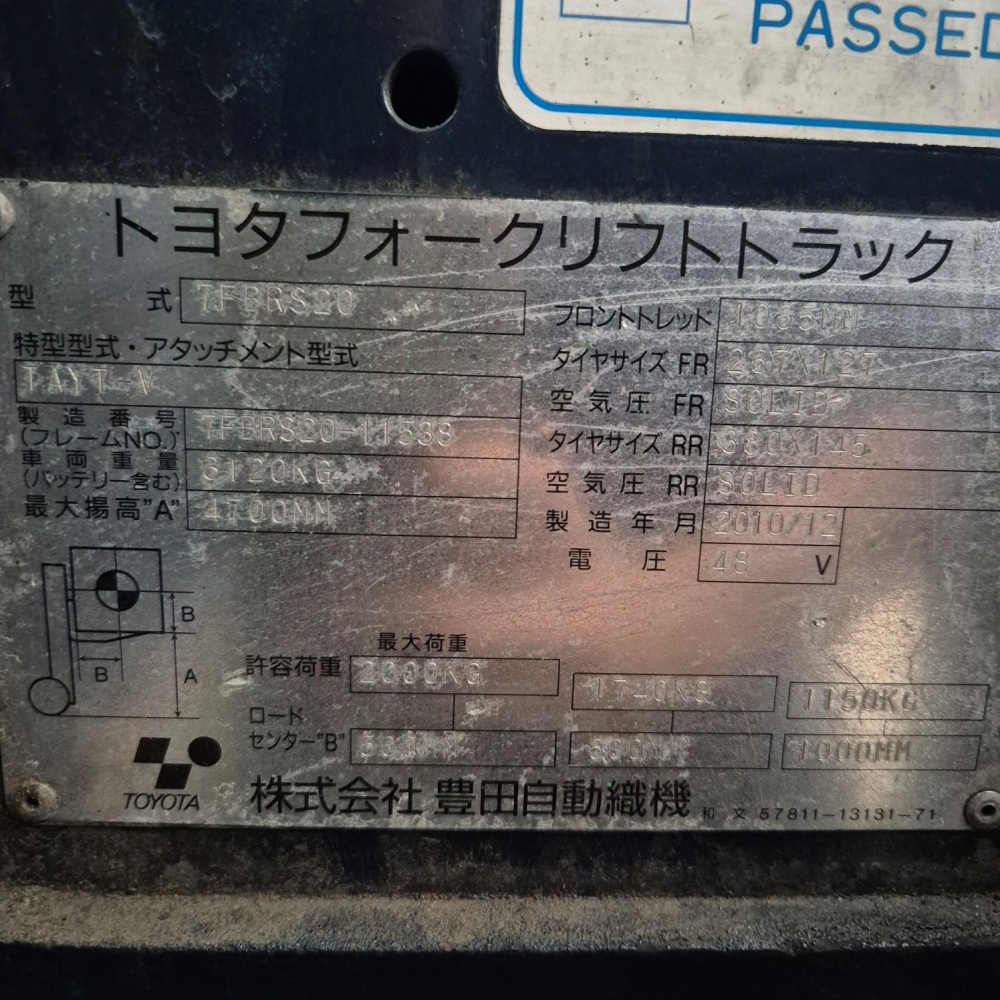 PASSED
トヨタフォークリフトトラック
型 式 7FBRS20
特型型式・アタッチメント型式
TAYT-V
製造番号
(フレームNO.) 7FBRS20-11538
車両重量
(バッテリー含む) 3120KG
最大揚高"A" 4700MM
フロントトレッド 1065MM
タイヤサイズ FR 267X127
空気圧 FR SOLID
タイヤサイズ RR 380X145
空気圧 RR SOLID
製造年月 2010/12
電圧 48 V
B
B
A
最大荷重
許容荷重 2000KG 1740KG 1150KG
ロード
センター"B" 500MM 600MM 1000MM
TOYOTA
株式会社 豊田自動織機 和 文 57811-13131-71